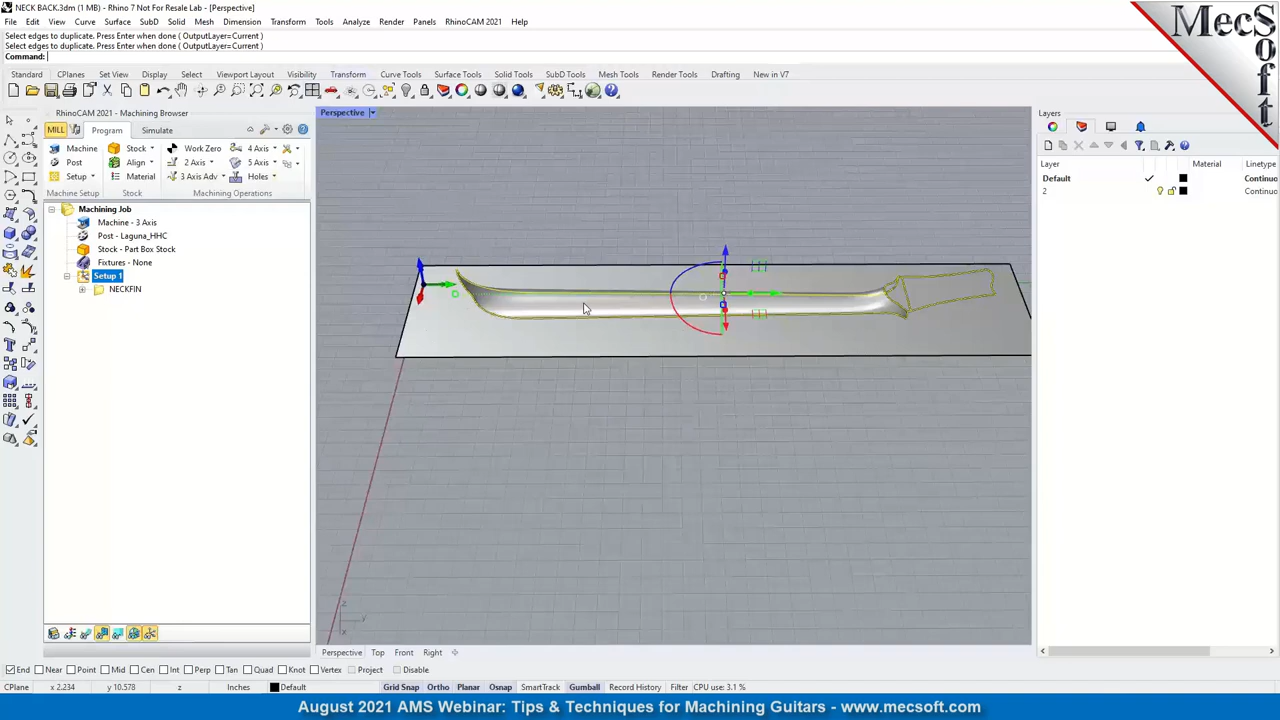 NECK BACK.3dm (1 MB) - Rhino 7 Not For Resale Lab - [Perspective]
File Edit View Curve Surface SubD Solid Mesh Dimension Transform Tools Analyze Render Panels RhinoCAM 2021 Help
Select edges to duplicate. Press Enter when done ( OutputLayer=Current )
Select edges to duplicate. Press Enter when done ( OutputLayer=Current )
Command:
Standard CPlanes Set View Display Select Viewport Layout Visibility Transform Curve Tools Surface Tools Solid Tools SubD Tools Mesh Tools Render Tools Drafting New in V7
RhinoCAM 2021 - Machining Browser
MILL Program Simulate
Machine Stock Work Zero 4 Axis
Post Align 2 Axis 5 Axis
Setup Material 3 Axis Adv Holes
Machine Setup Stock Machining Operations
Machining Job
Machine - 3 Axis
Post - Laguna_HHC
Stock - Part Box Stock
Fixtures - None
Setup 1
NECKFIN
Perspective
z
y
x
Layers
Layer Material Linetype
Default Continuo
2 Continuo
Perspective Top Front Right
End Near Point Mid Cen Int Perp Tan Quad Knot Vertex Project Disable
CPlane x 2.234 y 10.578 z Inches Default Grid Snap Ortho Planar Osnap SmartTrack Gumball Record History Filter CPU use: 3.1 %
MecSoft
August 2021 AMS Webinar: Tips & Techniques for Machining Guitars - www.mecsoft.com